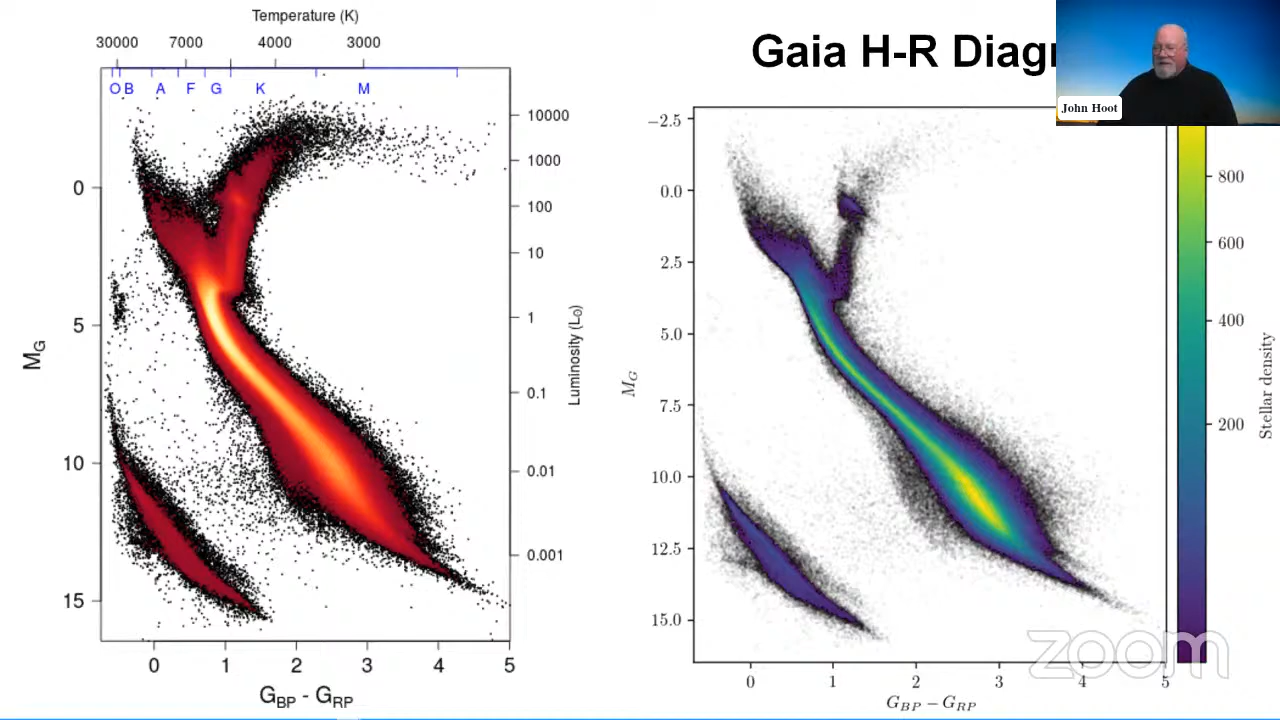 Temperature (K)
30000 7000 4000 3000
O B A F G K M
10000
1000
100
10
1
0.1
0.01
0.001
Luminosity (L⊙)
0
5
10
15
M_G
0 1 2 3 4 5
G_BP - G_RP
Gaia H-R Diag
John Hoot
−2.5
0.0
2.5
5.0
7.5
10.0
12.5
15.0
M_G
0 1 2 3 4 5
G_BP − G_RP
800
600
400
200
Stellar density
zoom